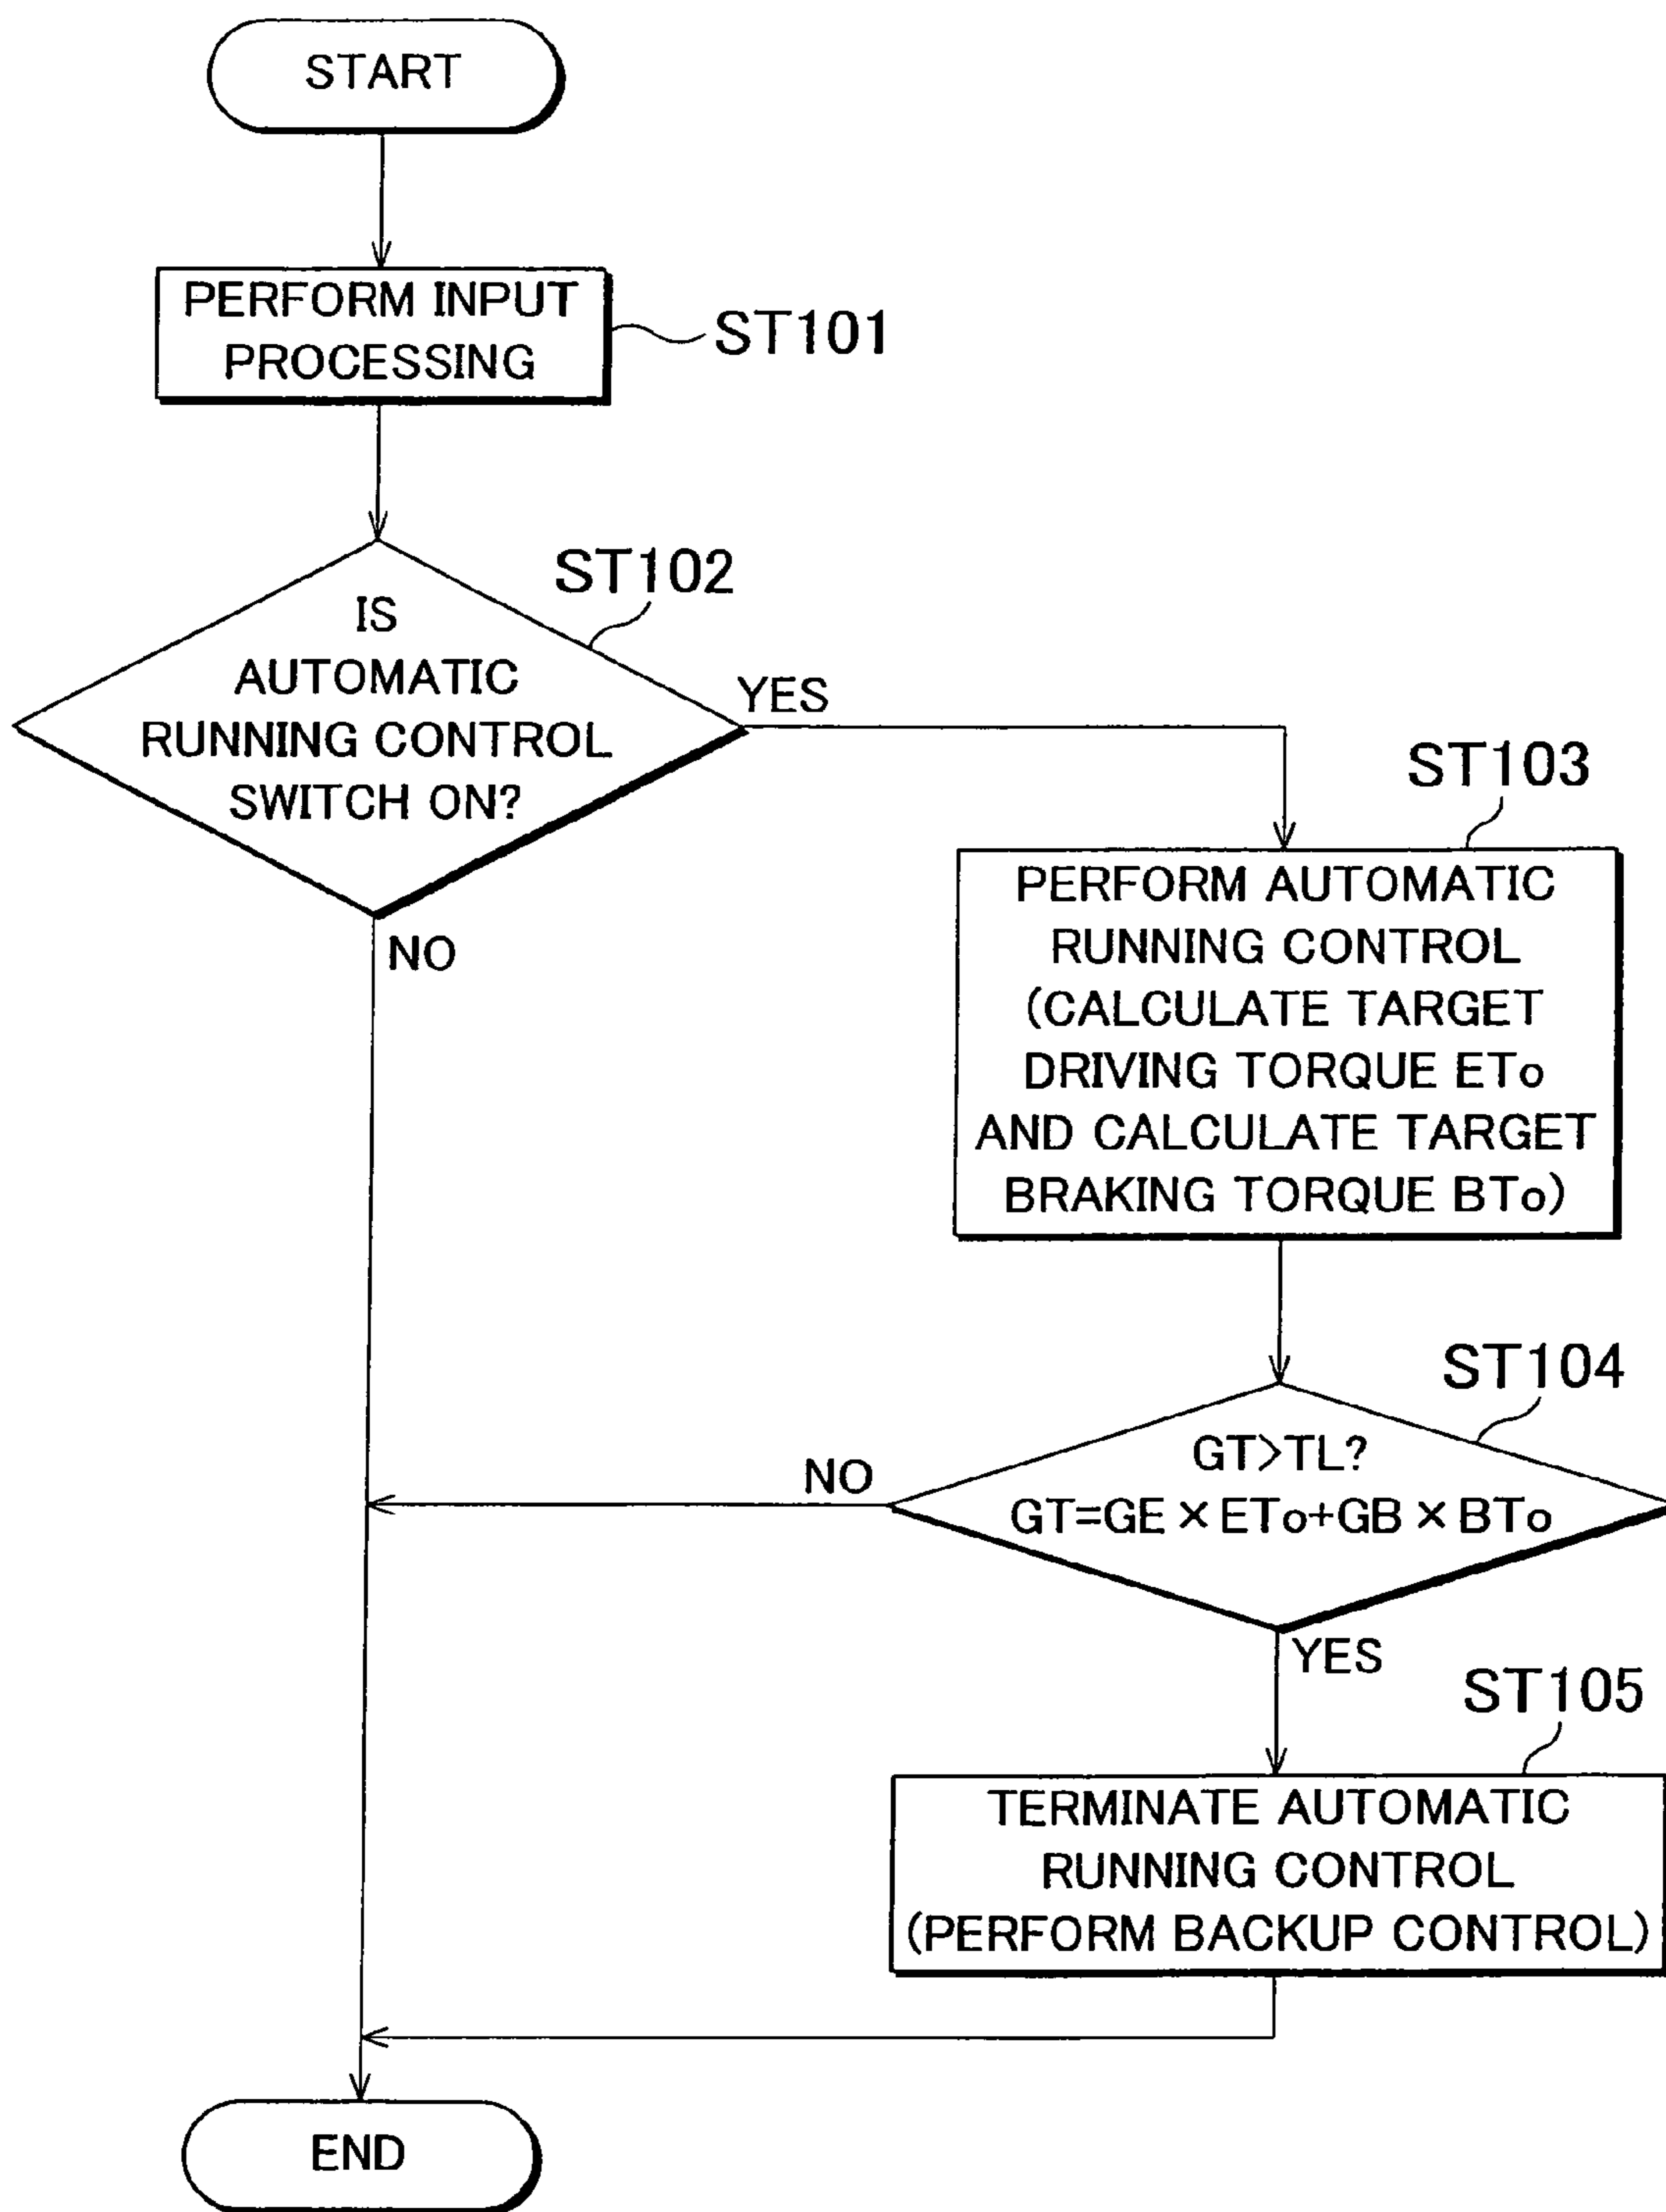 START
PERFORM INPUT
PROCESSING
ST101
ST102
IS
AUTOMATIC
RUNNING CONTROL
SWITCH ON?
YES
NO
ST103
PERFORM AUTOMATIC
RUNNING CONTROL
(CALCULATE TARGET
DRIVING TORQUE ETo
AND CALCULATE TARGET
BRAKING TORQUE BTo)
ST104
GT>TL?
GT=GE×ETo+GB×BTo
NO
YES
ST105
TERMINATE AUTOMATIC
RUNNING CONTROL
(PERFORM BACKUP CONTROL)
END